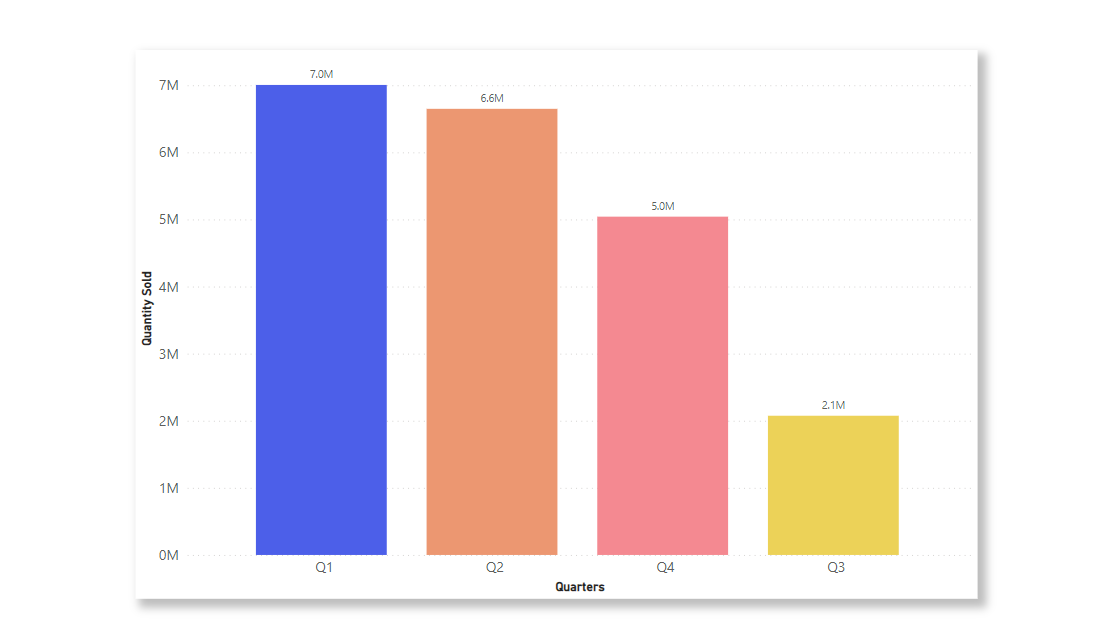 7.0M
7M
6.6M
6M
5.0M
5M
Quantity Sold
4M
3M
2.1M
2M
1M
0M
Q1 Q2 Q4 Q3
Quarters